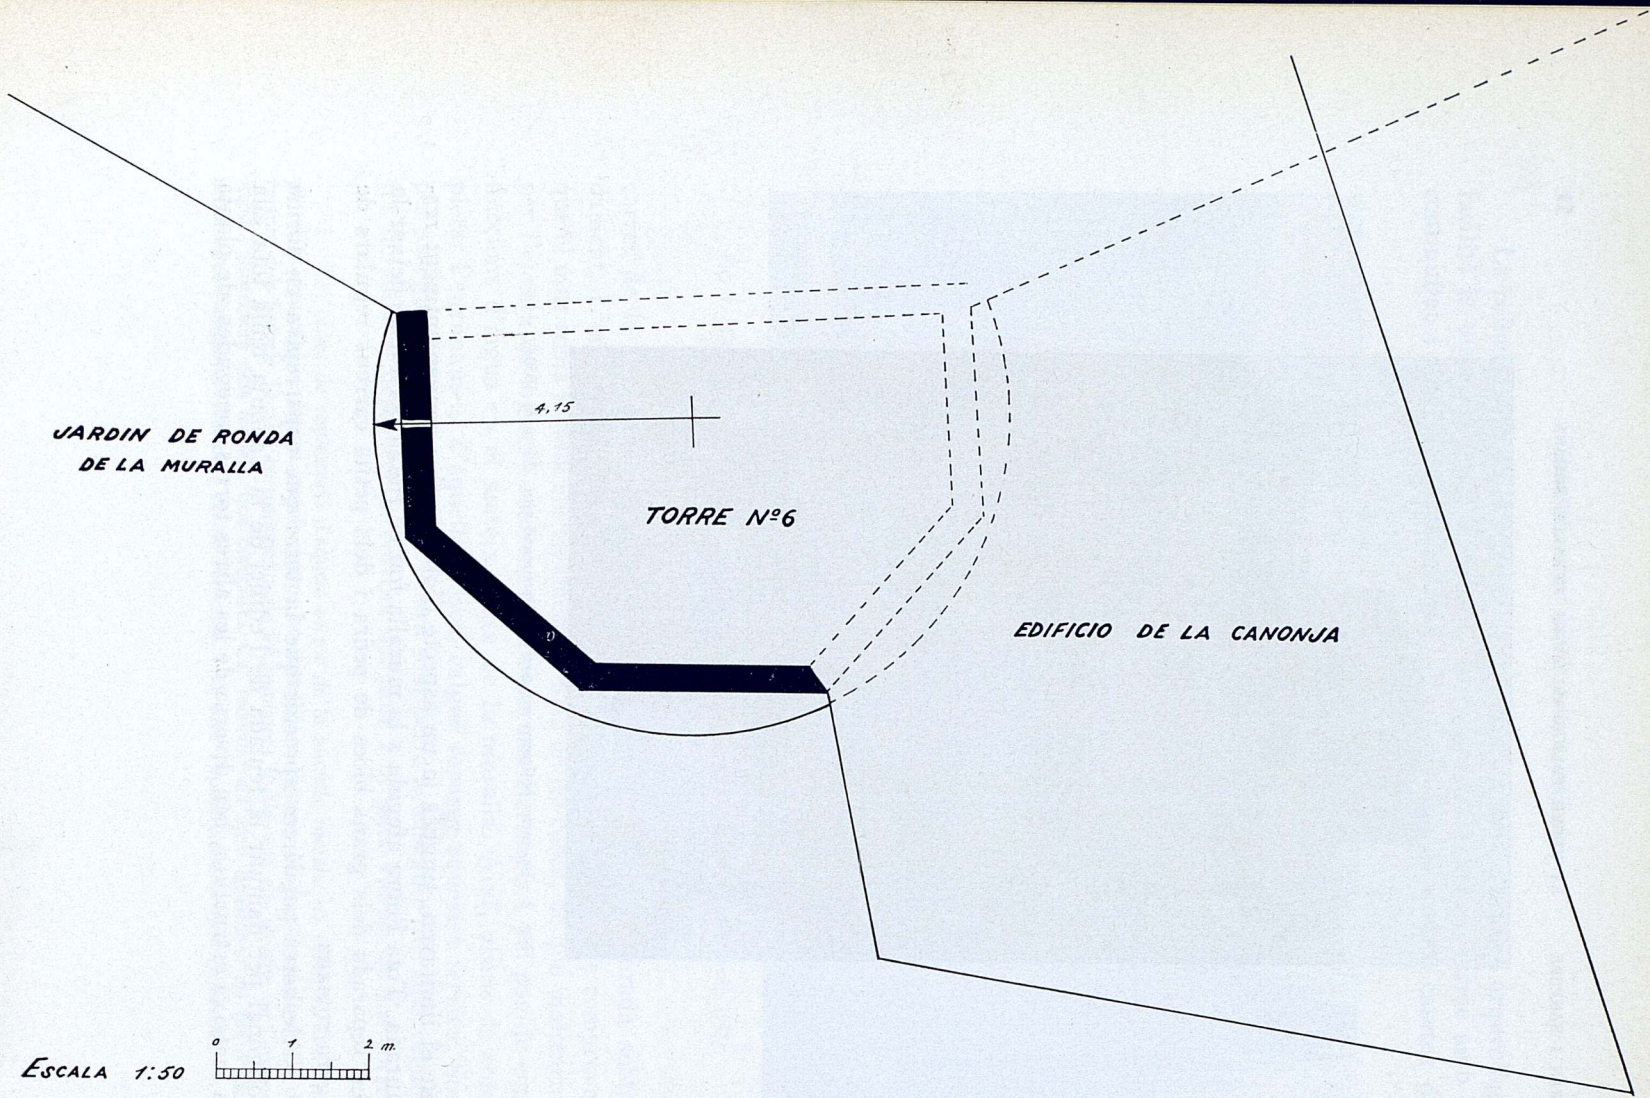 JARDIN DE RONDA
DE LA MURALLA
4,15
TORRE Nº6
EDIFICIO DE LA CANONJA
ESCALA 1:50
0 1 2 m.